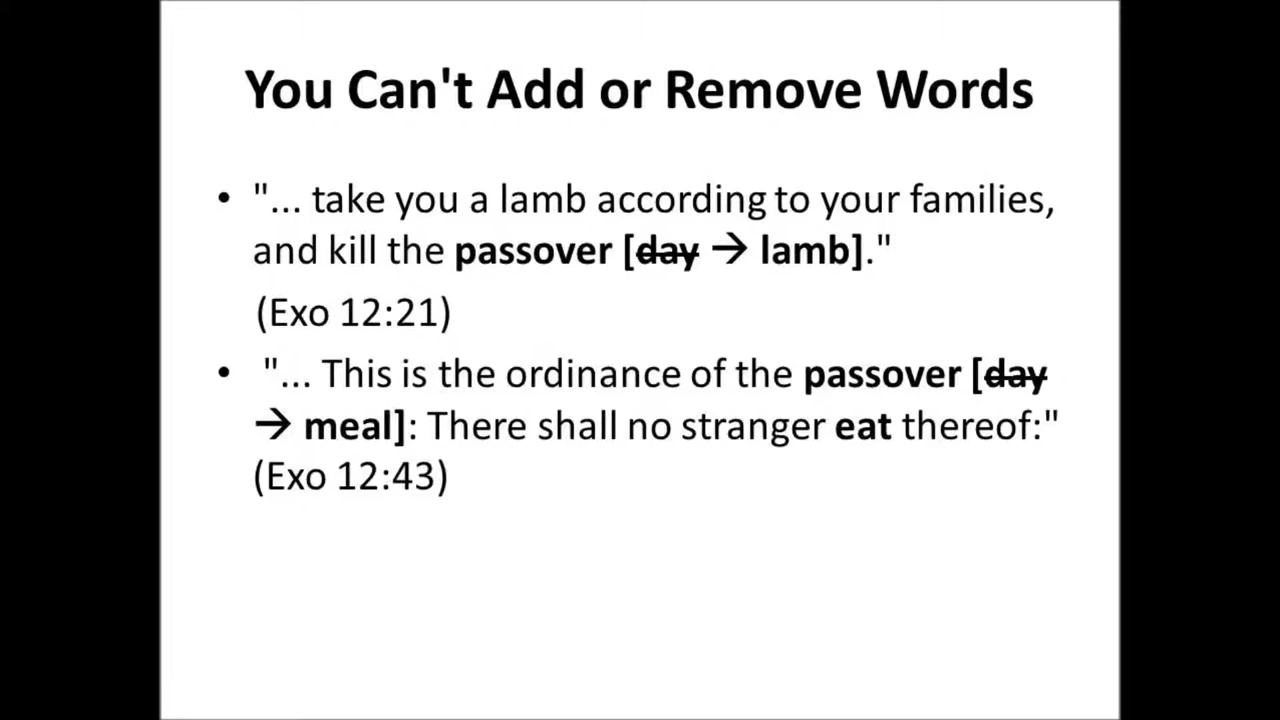 You Can't Add or Remove Words
• "... take you a lamb according to your families,
and kill the passover [day → lamb]."
(Exo 12:21)
• "... This is the ordinance of the passover [day
→ meal]: There shall no stranger eat thereof:"
(Exo 12:43)